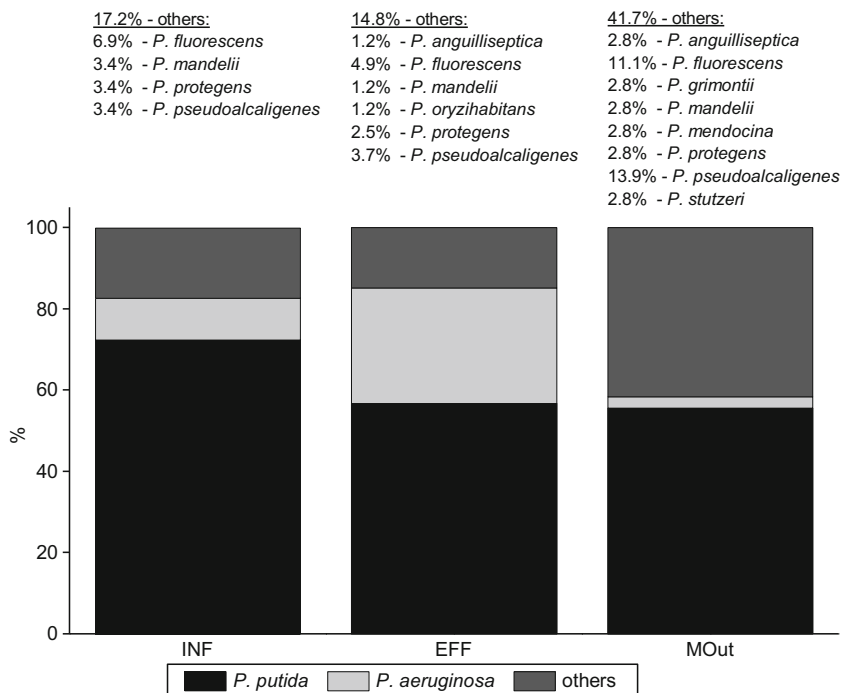 17.2% - others:
6.9% - P. fluorescens
3.4% - P. mandelii
3.4% - P. protegens
3.4% - P. pseudoalcaligenes
14.8% - others:
1.2% - P. anguilliseptica
4.9% - P. fluorescens
1.2% - P. mandelii
1.2% - P. oryzihabitans
2.5% - P. protegens
3.7% - P. pseudoalcaligenes
41.7% - others:
2.8% - P. anguilliseptica
11.1% - P. fluorescens
2.8% - P. grimontii
2.8% - P. mandelii
2.8% - P. mendocina
2.8% - P. protegens
13.9% - P. pseudoalcaligenes
2.8% - P. stutzeri
100
80
60
40
20
0
%
INF EFF MOut
P. putida P. aeruginosa others